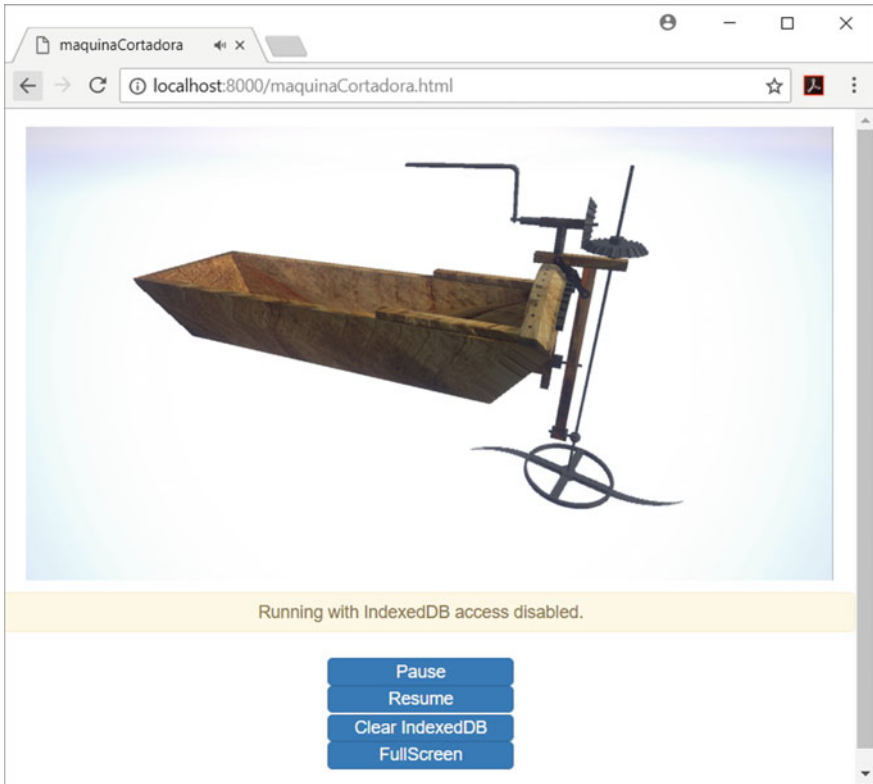 maquinaCortadora
localhost:8000/maquinaCortadora.html
Running with IndexedDB access disabled.
Pause
Resume
Clear IndexedDB
FullScreen